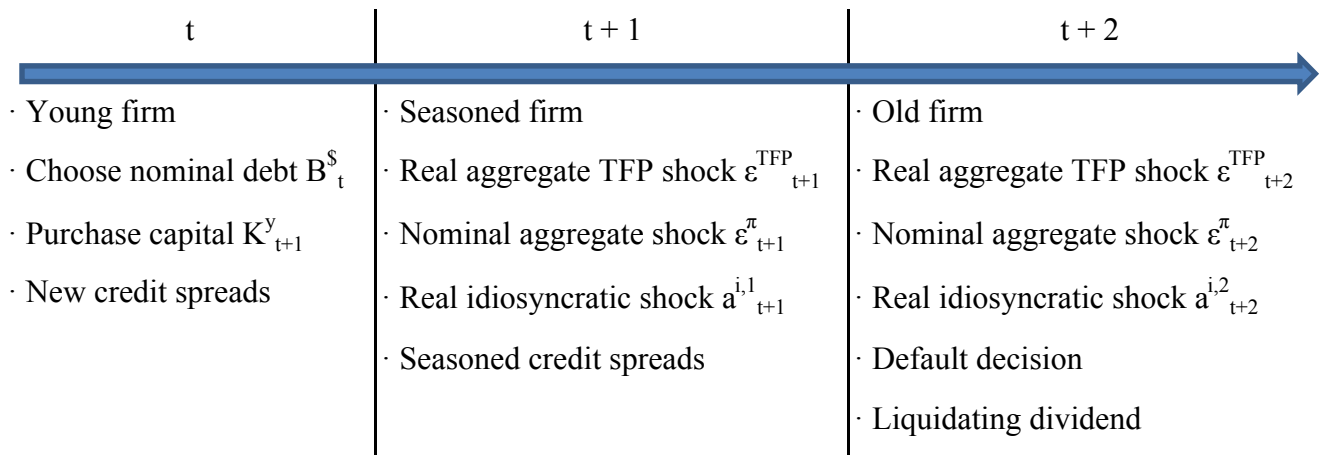 t
t + 1
t + 2
· Young firm
· Choose nominal debt B$t
· Purchase capital Kyt+1
· New credit spreads
· Seasoned firm
· Real aggregate TFP shock εTFPt+1
· Nominal aggregate shock επt+1
· Real idiosyncratic shock ai,1t+1
· Seasoned credit spreads
· Old firm
· Real aggregate TFP shock εTFPt+2
· Nominal aggregate shock επt+2
· Real idiosyncratic shock ai,2t+2
· Default decision
· Liquidating dividend